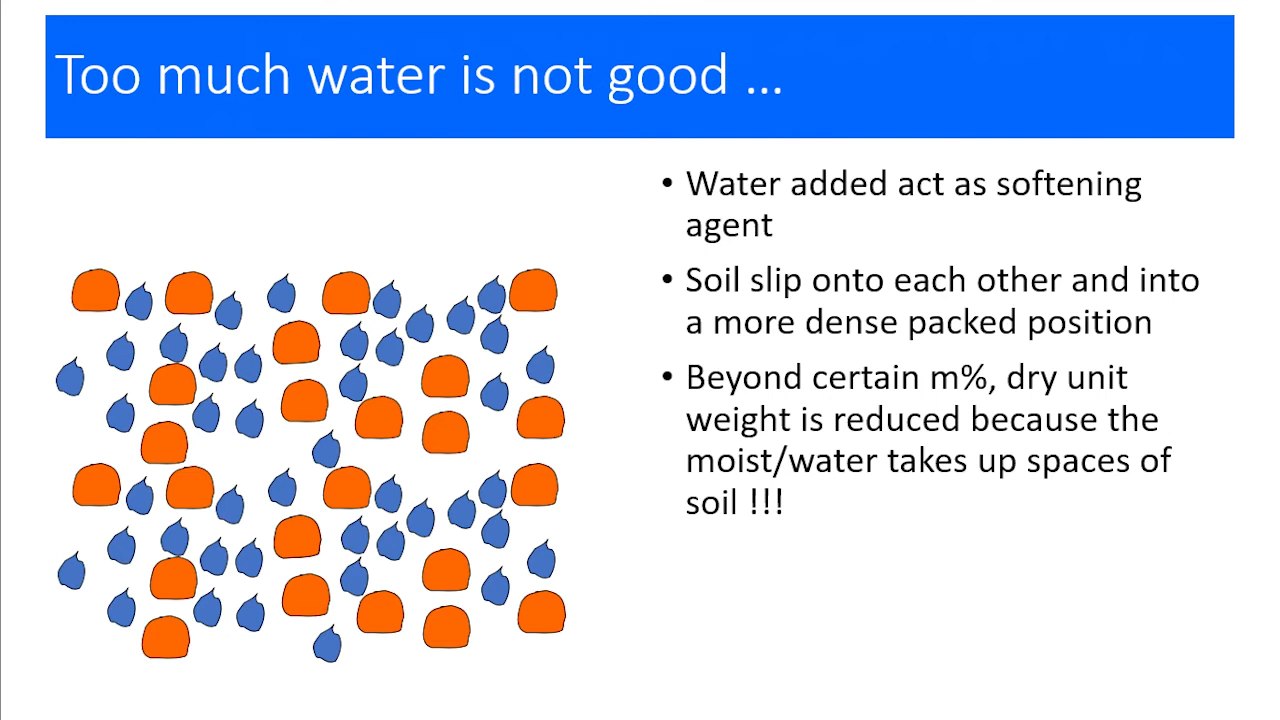 Too much water is not good ...
• Water added act as softening
agent
• Soil slip onto each other and into
a more dense packed position
• Beyond certain m%, dry unit
weight is reduced because the
moist/water takes up spaces of
soil !!!